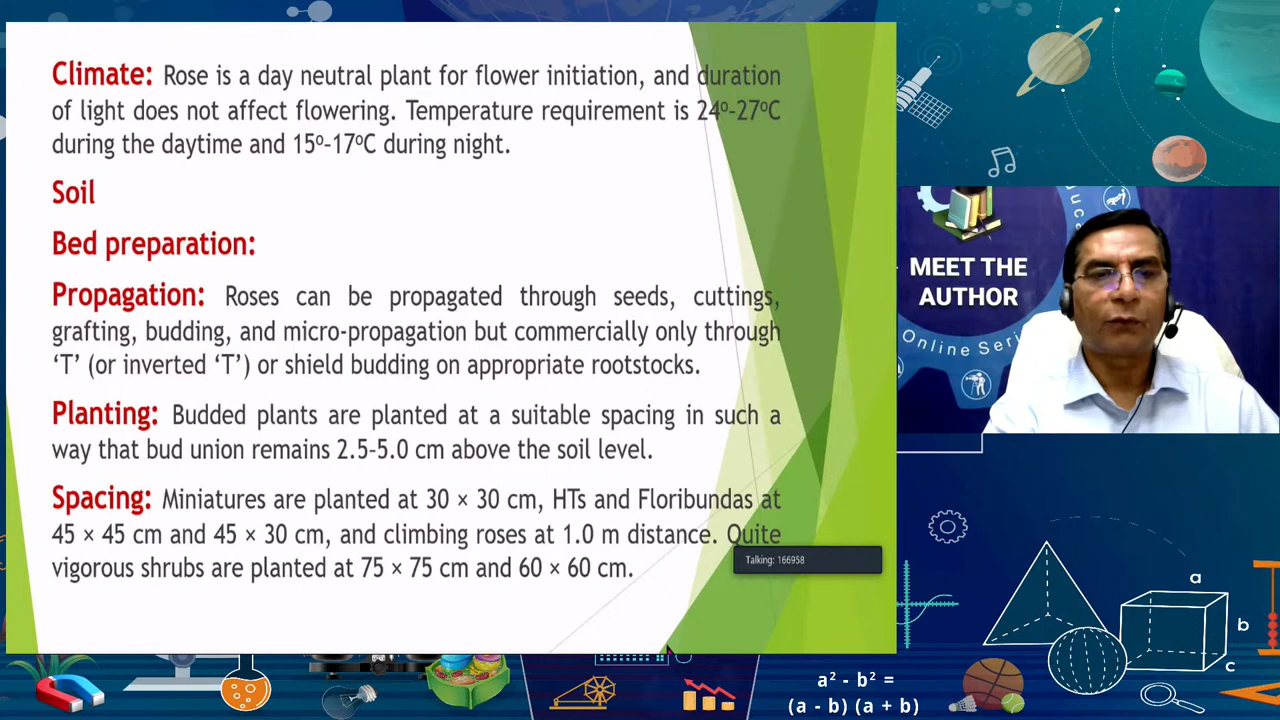 Climate: Rose is a day neutral plant for flower initiation, and duration
of light does not affect flowering. Temperature requirement is 24º-27ºC
during the daytime and 15º-17ºC during night.
Soil
Bed preparation:
Propagation: Roses can be propagated through seeds, cuttings,
grafting, budding, and micro-propagation but commercially only through
‘T’ (or inverted ‘T’) or shield budding on appropriate rootstocks.
Planting: Budded plants are planted at a suitable spacing in such a
way that bud union remains 2.5-5.0 cm above the soil level.
Spacing: Miniatures are planted at 30 × 30 cm, HTs and Floribundas at
45 × 45 cm and 45 × 30 cm, and climbing roses at 1.0 m distance. Quite
vigorous shrubs are planted at 75 × 75 cm and 60 × 60 cm.
Talking: 166958
MEET THE
AUTHOR
Online Seri
a
b
c
a² - b² =
(a - b) (a + b)